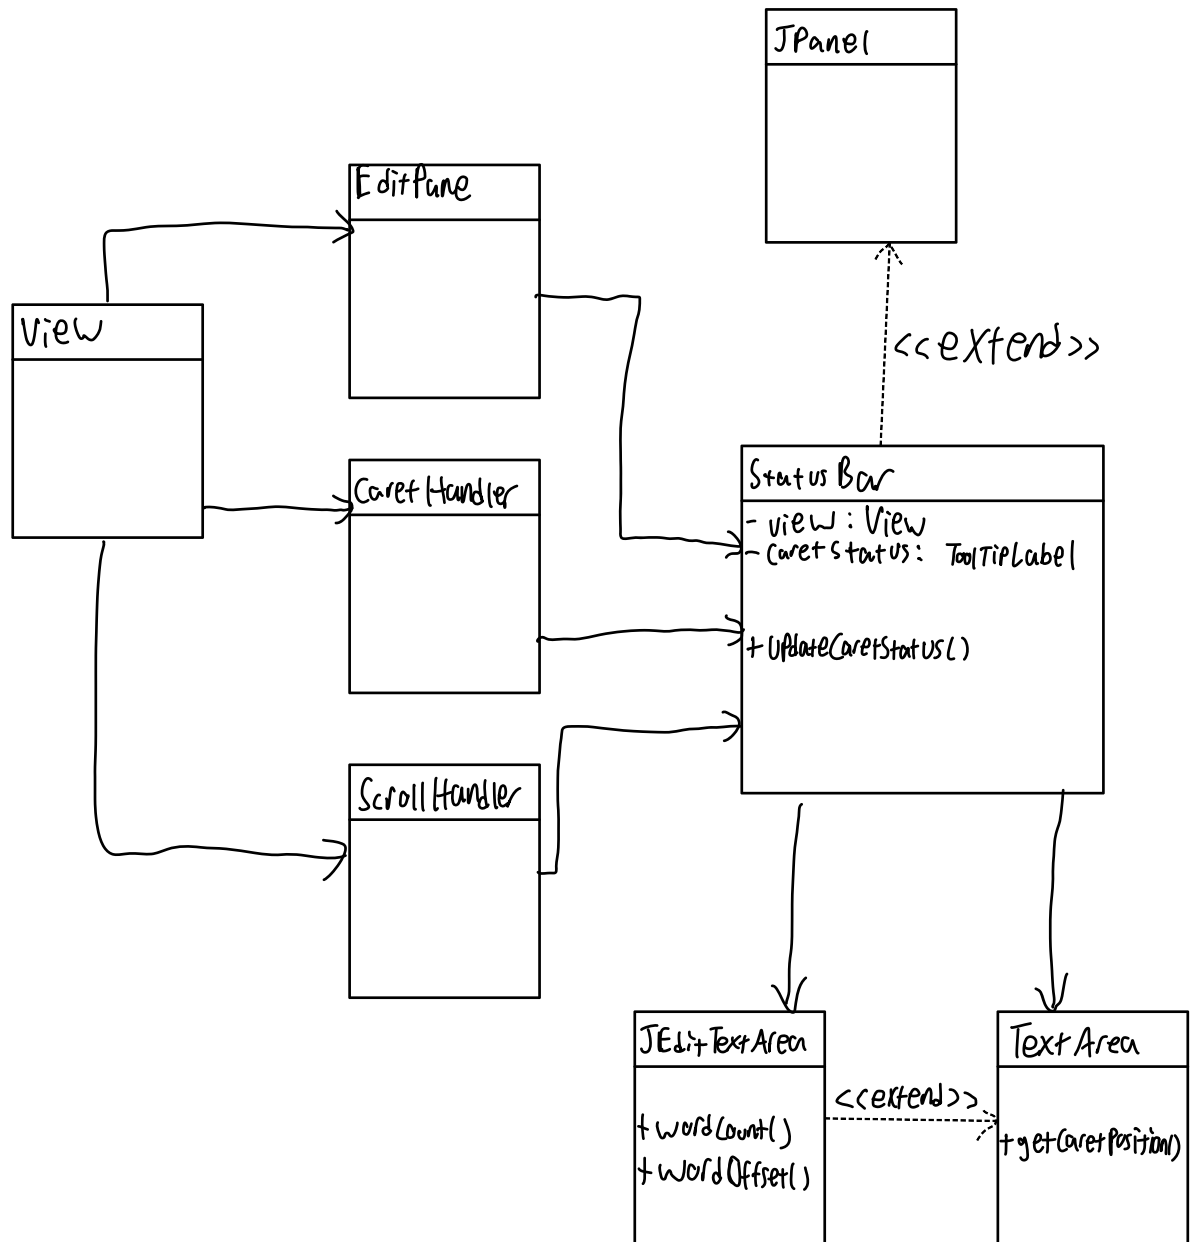 JPanel
EditPane
View
<<extend>>
CaretHandler
StatusBar
- view : View
- caretStatus: ToolTipLabel
+ UpdateCaretStatus()
ScrollHandler
JEditTextArea
TextArea
<<extend>>
+ wordCount()
+ wordOffset()
+ getCaretPosition()